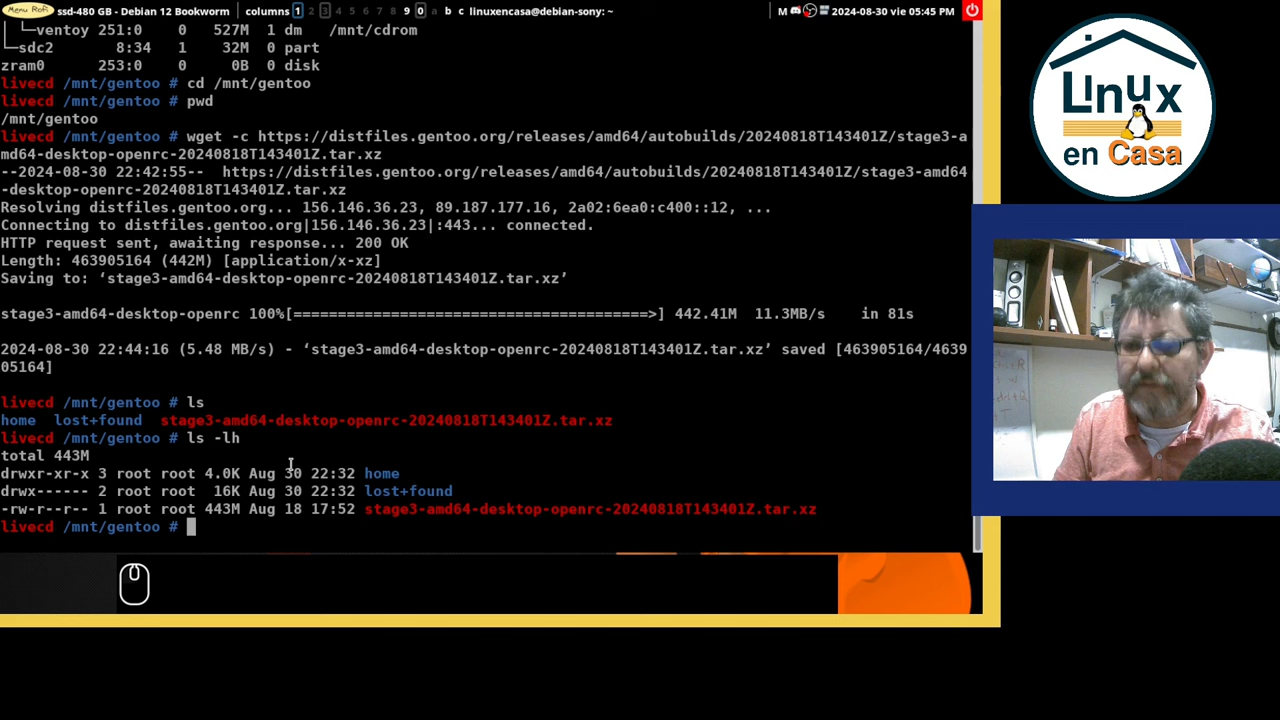 Menu Rofi ssd-480 GB - Debian 12 Bookworm columns 1 2 3 4 5 6 7 8 9 0 a b c linuxencasa@debian-sony: ~ M 2024-08-30 vie 05:45 PM
└─ventoy 251:0 0 527M 1 dm /mnt/cdrom
└─sdc2 8:34 1 32M 0 part
zram0 253:0 0 0B 0 disk
livecd /mnt/gentoo # cd /mnt/gentoo
livecd /mnt/gentoo # pwd
/mnt/gentoo
livecd /mnt/gentoo # wget -c https://distfiles.gentoo.org/releases/amd64/autobuilds/20240818T143401Z/stage3-a
md64-desktop-openrc-20240818T143401Z.tar.xz
--2024-08-30 22:42:55-- https://distfiles.gentoo.org/releases/amd64/autobuilds/20240818T143401Z/stage3-amd64
-desktop-openrc-20240818T143401Z.tar.xz
Resolving distfiles.gentoo.org... 156.146.36.23, 89.187.177.16, 2a02:6ea0:c400::12, ...
Connecting to distfiles.gentoo.org|156.146.36.23|:443... connected.
HTTP request sent, awaiting response... 200 OK
Length: 463905164 (442M) [application/x-xz]
Saving to: ‘stage3-amd64-desktop-openrc-20240818T143401Z.tar.xz’
stage3-amd64-desktop-openrc 100%[========================================>] 442.41M 11.3MB/s in 81s
2024-08-30 22:44:16 (5.48 MB/s) - ‘stage3-amd64-desktop-openrc-20240818T143401Z.tar.xz’ saved [463905164/4639
05164]
livecd /mnt/gentoo # ls
home lost+found stage3-amd64-desktop-openrc-20240818T143401Z.tar.xz
livecd /mnt/gentoo # ls -lh
total 443M
drwxr-xr-x 3 root root 4.0K Aug 30 22:32 home
drwx------ 2 root root 16K Aug 30 22:32 lost+found
-rw-r--r-- 1 root root 443M Aug 18 17:52 stage3-amd64-desktop-openrc-20240818T143401Z.tar.xz
livecd /mnt/gentoo #
Linux
en Casa